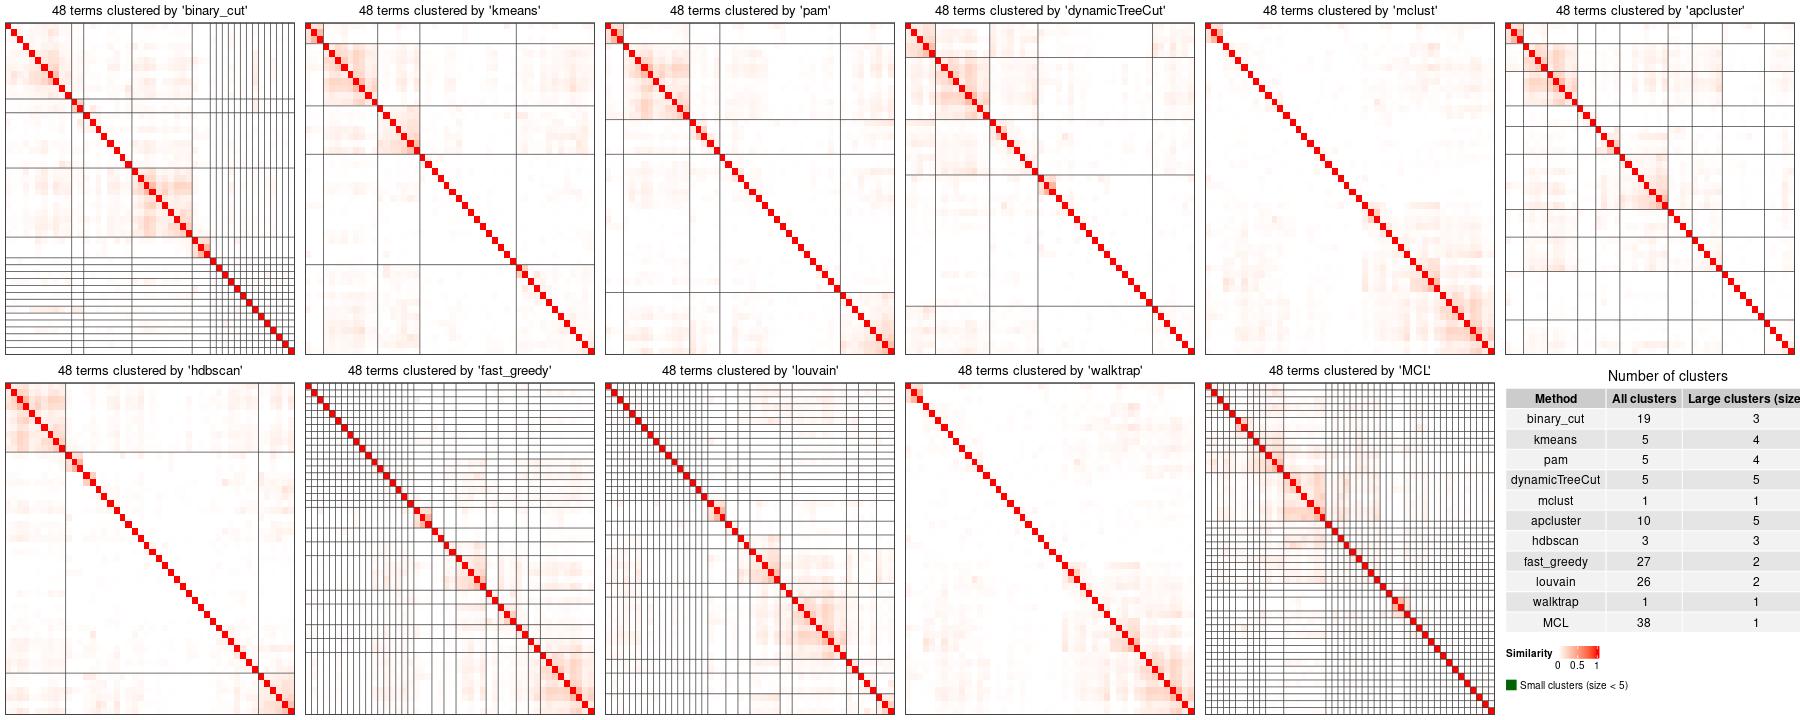 48 terms clustered by 'binary_cut'
48 terms clustered by 'kmeans'
48 terms clustered by 'pam'
48 terms clustered by 'dynamicTreeCut'
48 terms clustered by 'mclust'
48 terms clustered by 'apcluster'
48 terms clustered by 'hdbscan'
48 terms clustered by 'fast_greedy'
48 terms clustered by 'louvain'
48 terms clustered by 'walktrap'
48 terms clustered by 'MCL'
Number of clusters
Method All clusters Large clusters (size
binary_cut 19 3
kmeans 5 4
pam 5 4
dynamicTreeCut 5 5
mclust 1 1
apcluster 10 5
hdbscan 3 3
fast_greedy 27 2
louvain 26 2
walktrap 1 1
MCL 38 1
Similarity
0 0.5 1
Small clusters (size < 5)